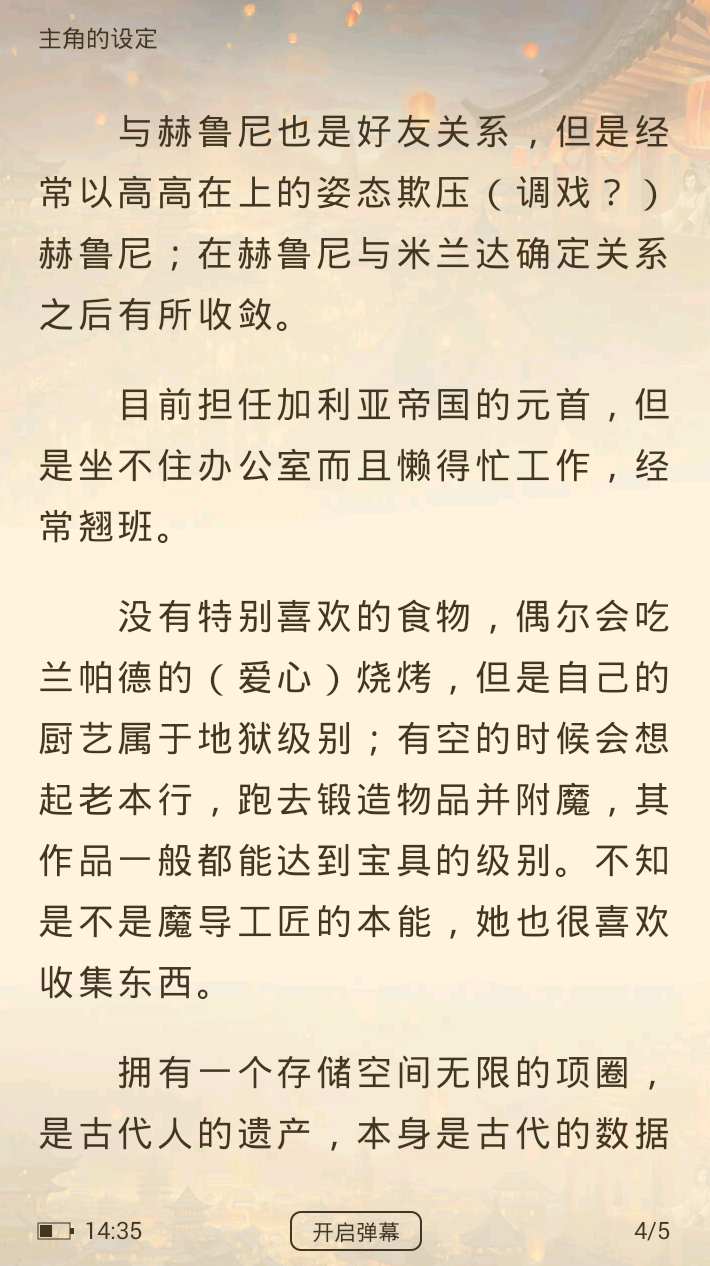 主角的设定
与赫鲁尼也是好友关系，但是经
常以高高在上的姿态欺压（调戏？）
赫鲁尼；在赫鲁尼与米兰达确定关系
之后有所收敛。
目前担任加利亚帝国的元首，但
是坐不住办公室而且懒得忙工作，经
常翘班。
没有特别喜欢的食物，偶尔会吃
兰帕德的（爱心）烧烤，但是自己的
厨艺属于地狱级别；有空的时候会想
起老本行，跑去锻造物品并附魔，其
作品一般都能达到宝具的级别。不知
是不是魔导工匠的本能，她也很喜欢
收集东西。
拥有一个存储空间无限的项圈，
是古代人的遗产，本身是古代的数据
14:35
开启弹幕
4/5